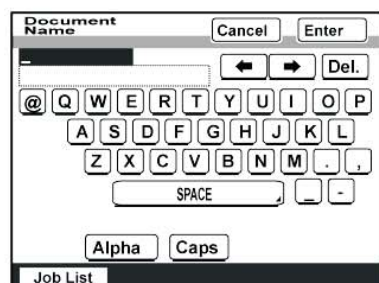 Document
Name
Cancel Enter
_
← → Del.
@ Q W E R T Y U I O P
A S D F G H J K L
Z X C V B N M . ,
SPACE _ -
Alpha Caps
Job List